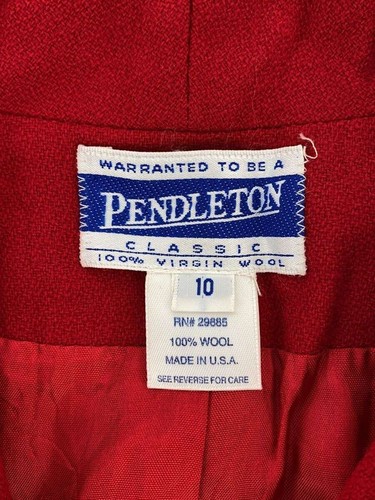 WARRANTED TO BE A
PENDLETON
CLASSIC
100% VIRGIN WOOL
10
RN# 29685
100% WOOL
MADE IN U.S.A.
SEE REVERSE FOR CARE